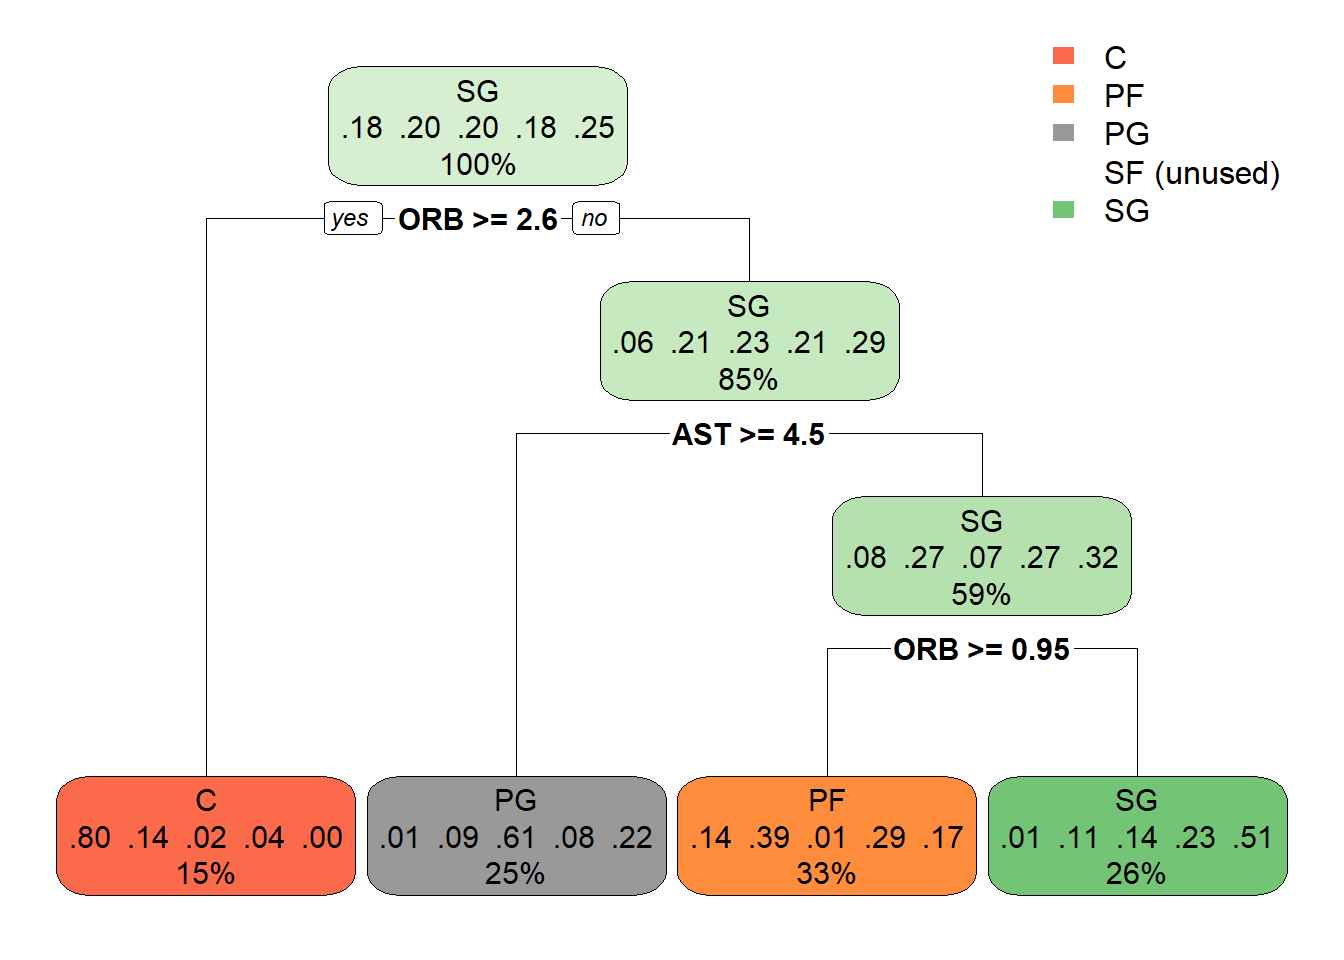 SG
.18 .20 .20 .18 .25
100%
yes ORB >= 2.6 no
C
PF
PG
SF (unused)
SG
SG
.06 .21 .23 .21 .29
85%
AST >= 4.5
SG
.08 .27 .07 .27 .32
59%
ORB >= 0.95
C
.80 .14 .02 .04 .00
15%
PG
.01 .09 .61 .08 .22
25%
PF
.14 .39 .01 .29 .17
33%
SG
.01 .11 .14 .23 .51
26%